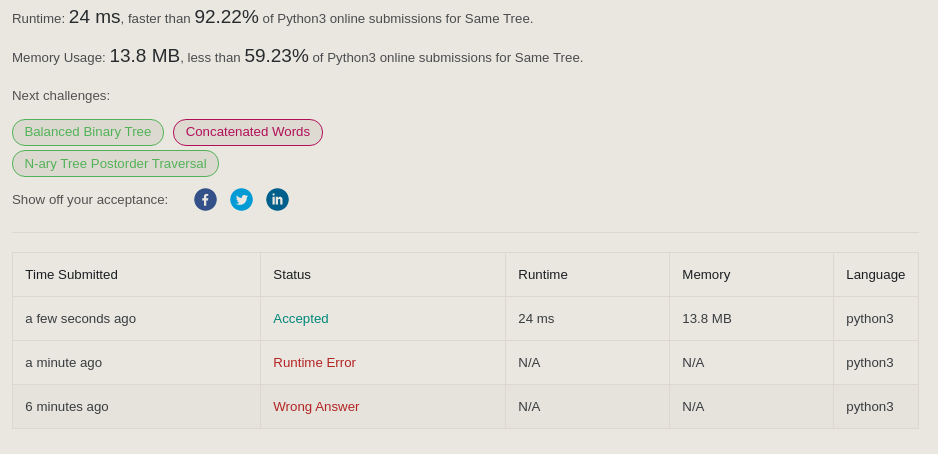 Runtime: 24 ms, faster than 92.22% of Python3 online submissions for Same Tree.
Memory Usage: 13.8 MB, less than 59.23% of Python3 online submissions for Same Tree.
Next challenges:
Balanced Binary Tree Concatenated Words
N-ary Tree Postorder Traversal
Show off your acceptance:
Time Submitted Status Runtime Memory Language
a few seconds ago Accepted 24 ms 13.8 MB python3
a minute ago Runtime Error N/A N/A python3
6 minutes ago Wrong Answer N/A N/A python3